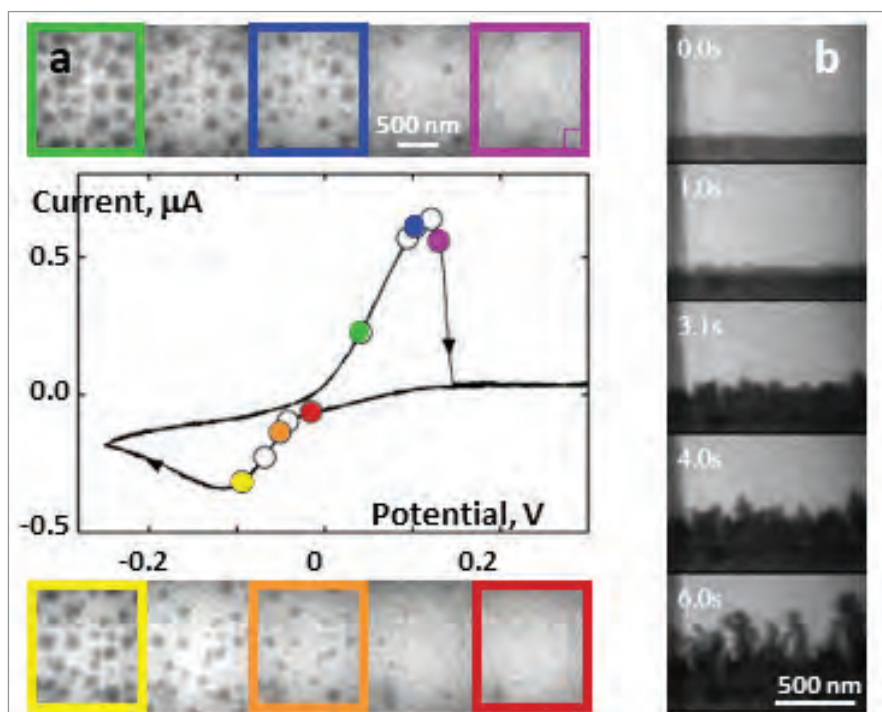 a
500 nm
Current, μA
0.5
0.0
-0.5
Potential, V
-0.2
0
0.2
b
0.0s
1.0s
3.1s
4.0s
6.0s
500 nm